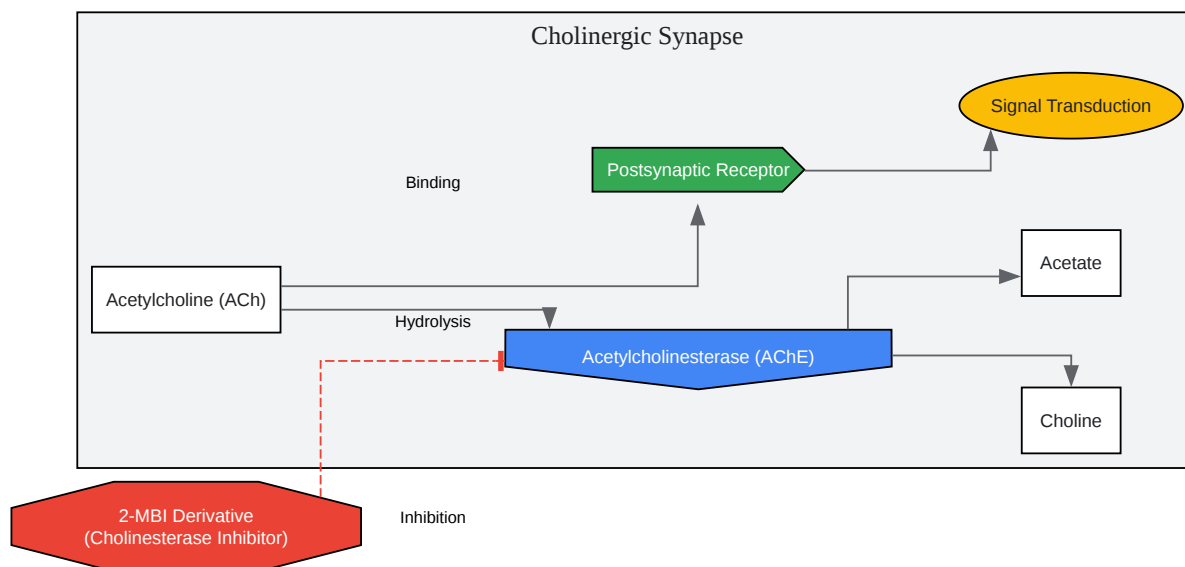 Cholinergic Synapse
Signal Transduction
Postsynaptic Receptor
Binding
Acetate
Acetylcholine (ACh)
Hydrolysis
Acetylcholinesterase (AChE)
Choline
2-MBI Derivative
(Cholinesterase Inhibitor)
Inhibition